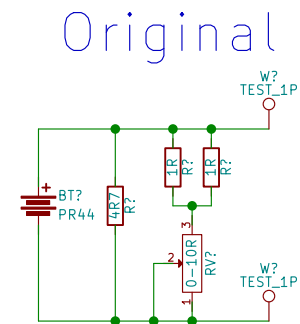 Original
W?
TEST_1P
1R
R?
1R
R?
+
BT?
PR44
4R7
R?
3
2
0-10R
RV?
1
W?
TEST_1P